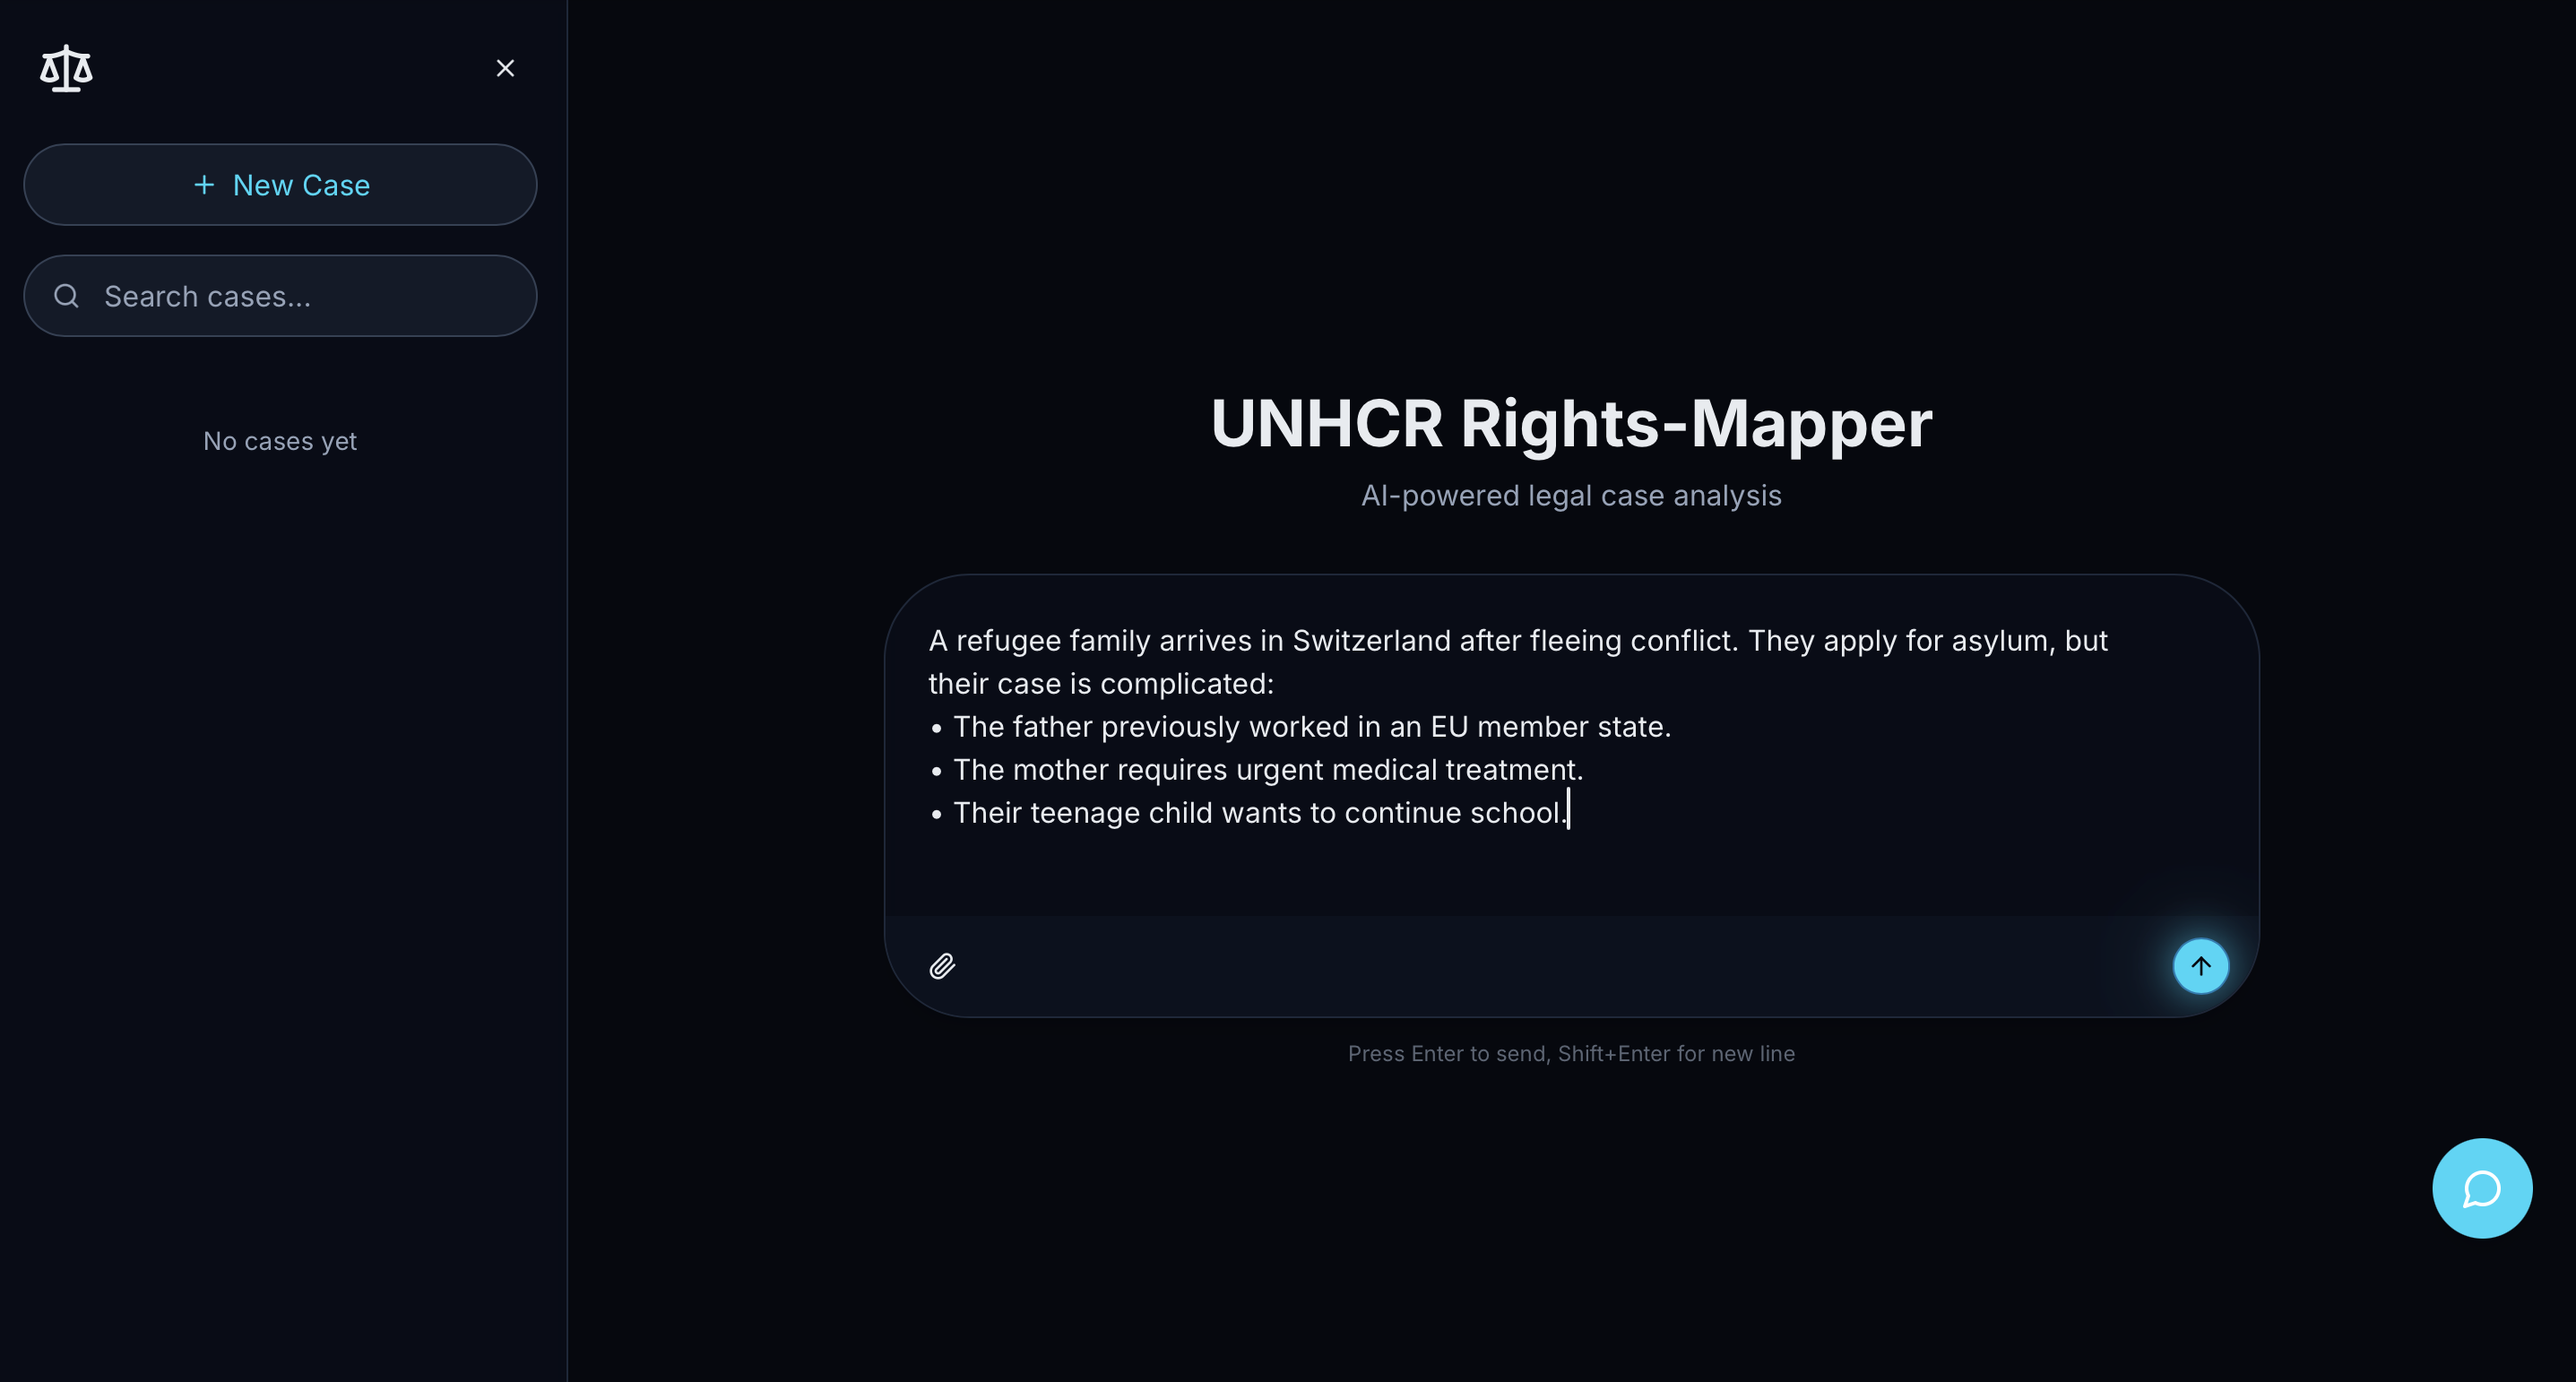 + New Case
Search cases...
No cases yet
UNHCR Rights-Mapper
AI-powered legal case analysis
A refugee family arrives in Switzerland after fleeing conflict. They apply for asylum, but
their case is complicated:
• The father previously worked in an EU member state.
• The mother requires urgent medical treatment.
• Their teenage child wants to continue school.
Press Enter to send, Shift+Enter for new line